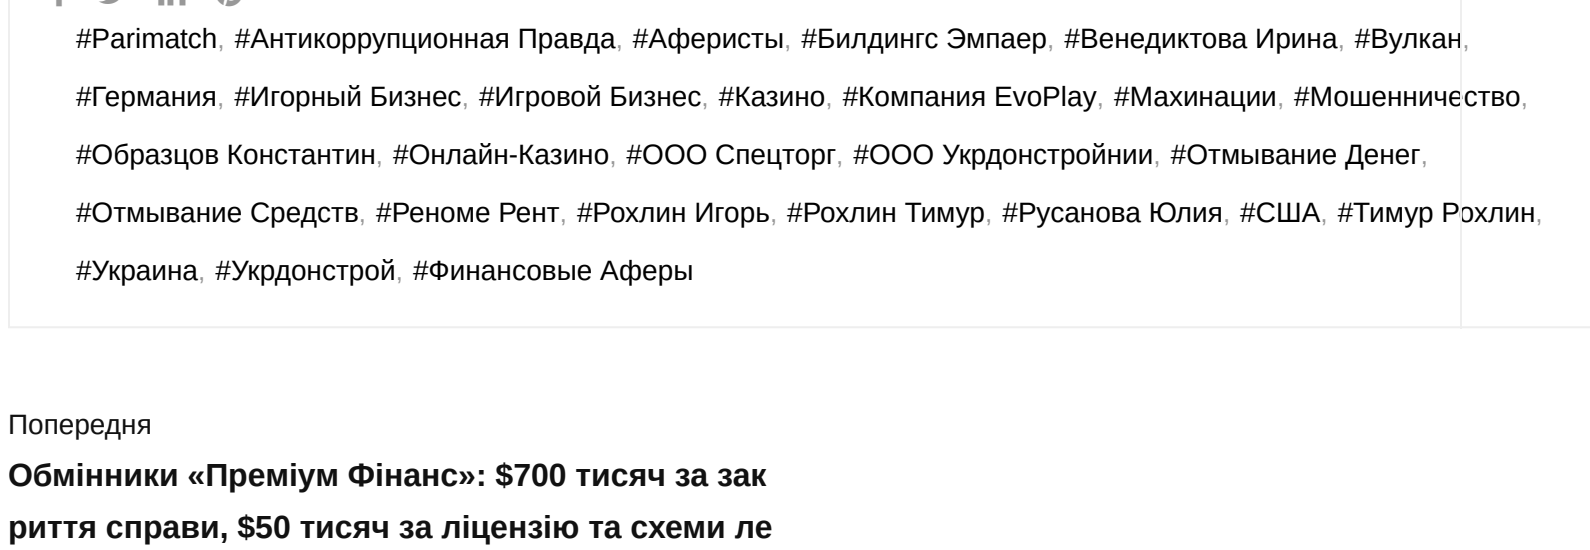 #Parimatch, #Антикоррупционная Правда, #Аферисты, #Билдингс Эмпаер, #Венедиктова Ирина, #Вулкан,
#Германия, #Игорный Бизнес, #Игровой Бизнес, #Казино, #Компания EvoPlay, #Махинации, #Мошенничество,
#Образцов Константин, #Онлайн-Казино, #ООО Спецторг, #ООО Укрдонстройнии, #Отмывание Денег,
#Отмывание Средств, #Реноме Рент, #Рохлин Игорь, #Рохлин Тимур, #Русанова Юлия, #США, #Тимур Рохлин,
#Украина, #Укрдонстрой, #Финансовые Аферы
Попередня
Обмінники «Преміум Фінанс»: $700 тисяч за зак
риття справи, $50 тисяч за ліцензію та схеми ле